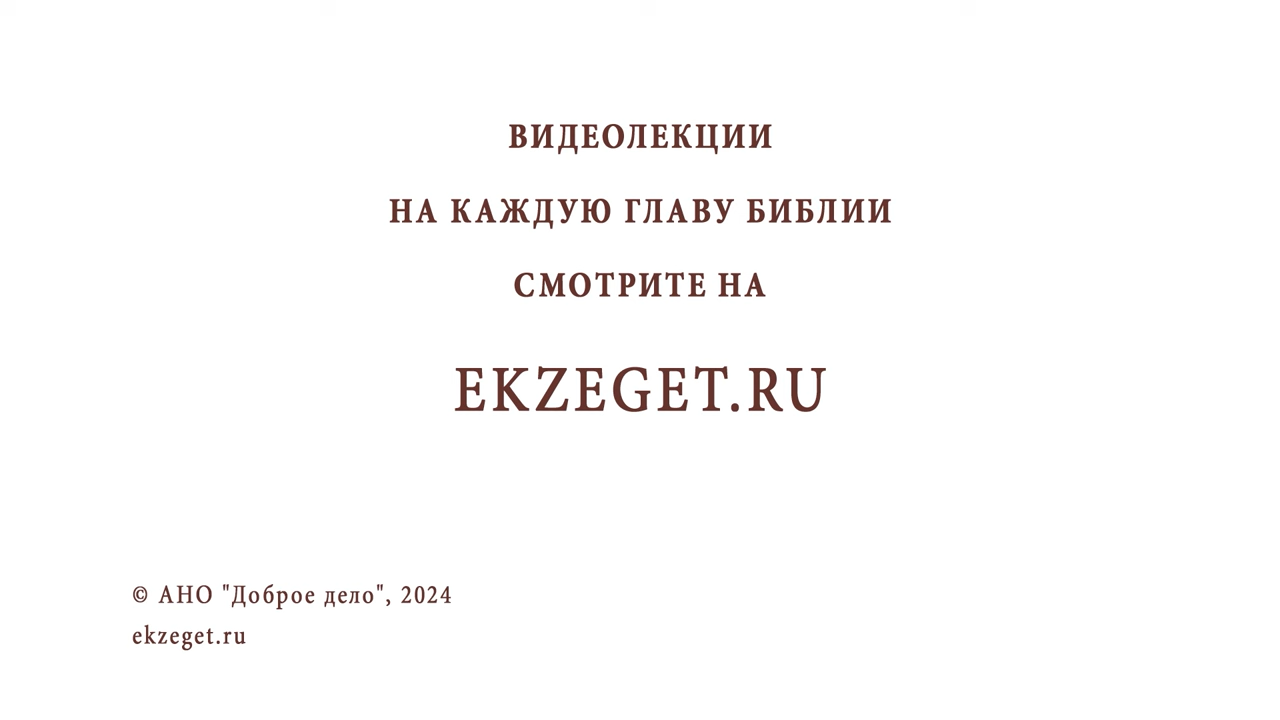 ВИДЕОЛЕКЦИИ
НА КАЖДУЮ ГЛАВУ БИБЛИИ
СМОТРИТЕ НА
EKZEGET.RU
© АНО "Доброе дело", 2024
ekzeget.ru